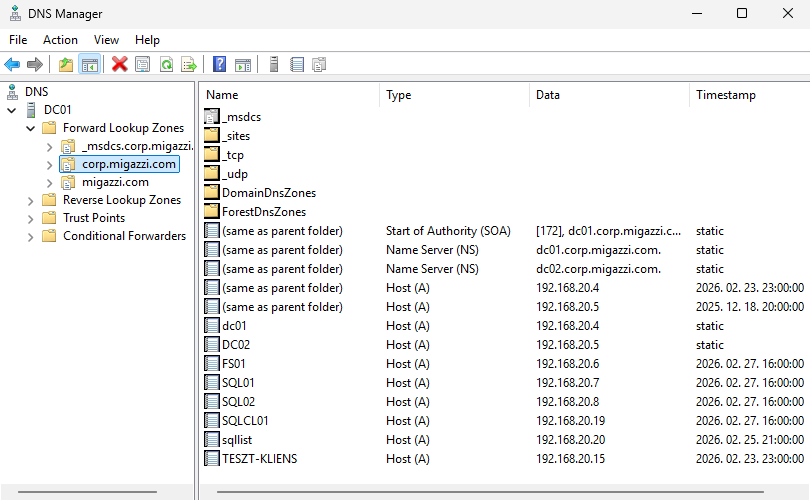 DNS Manager
File Action View Help
DNS
DC01
Forward Lookup Zones
_msdcs.corp.migazzi.
corp.migazzi.com
migazzi.com
Reverse Lookup Zones
Trust Points
Conditional Forwarders
Name Type Data Timestamp
_msdcs
_sites
_tcp
_udp
DomainDnsZones
ForestDnsZones
(same as parent folder) Start of Authority (SOA) [172], dc01.corp.migazzi.c... static
(same as parent folder) Name Server (NS) dc01.corp.migazzi.com. static
(same as parent folder) Name Server (NS) dc02.corp.migazzi.com. static
(same as parent folder) Host (A) 192.168.20.4 2026. 02. 23. 23:00:00
(same as parent folder) Host (A) 192.168.20.5 2025. 12. 18. 20:00:00
dc01 Host (A) 192.168.20.4 static
DC02 Host (A) 192.168.20.5 static
FS01 Host (A) 192.168.20.6 2026. 02. 27. 16:00:00
SQL01 Host (A) 192.168.20.7 2026. 02. 27. 16:00:00
SQL02 Host (A) 192.168.20.8 2026. 02. 27. 16:00:00
SQLCL01 Host (A) 192.168.20.19 2026. 02. 27. 16:00:00
sqllist Host (A) 192.168.20.20 2026. 02. 25. 21:00:00
TESZT-KLIENS Host (A) 192.168.20.15 2026. 02. 23. 23:00:00